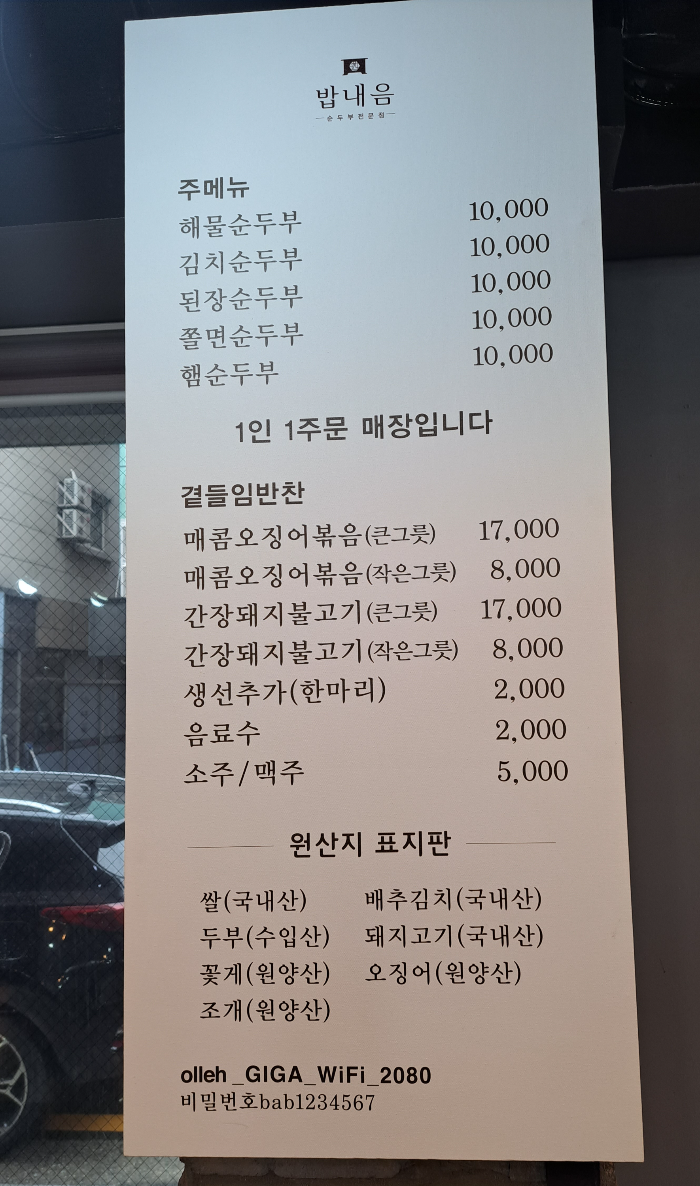 밥내음
순두부전문점
주메뉴
해물순두부 10,000
김치순두부 10,000
된장순두부 10,000
쫄면순두부 10,000
햄순두부 10,000
1인 1주문 매장입니다
곁들임반찬
매콤오징어볶음(큰그릇) 17,000
매콤오징어볶음(작은그릇) 8,000
간장돼지불고기(큰그릇) 17,000
간장돼지불고기(작은그릇) 8,000
생선추가(한마리) 2,000
음료수 2,000
소주/맥주 5,000
원산지 표지판
쌀(국내산) 배추김치(국내산)
두부(수입산) 돼지고기(국내산)
꽃게(원양산) 오징어(원양산)
조개(원양산)
olleh_GIGA_WiFi_2080
비밀번호bab1234567